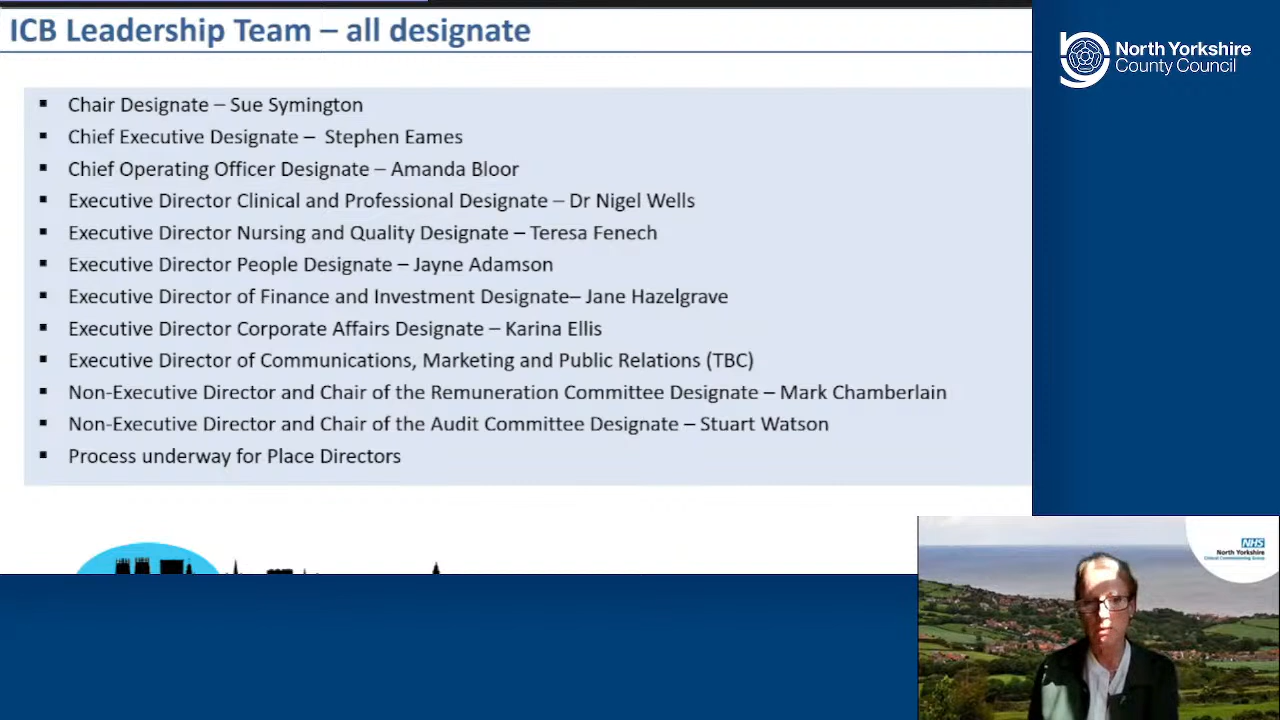 ICB Leadership Team – all designate
North Yorkshire
County Council
▪ Chair Designate – Sue Symington
▪ Chief Executive Designate – Stephen Eames
▪ Chief Operating Officer Designate – Amanda Bloor
▪ Executive Director Clinical and Professional Designate – Dr Nigel Wells
▪ Executive Director Nursing and Quality Designate – Teresa Fenech
▪ Executive Director People Designate – Jayne Adamson
▪ Executive Director of Finance and Investment Designate– Jane Hazelgrave
▪ Executive Director Corporate Affairs Designate – Karina Ellis
▪ Executive Director of Communications, Marketing and Public Relations (TBC)
▪ Non-Executive Director and Chair of the Remuneration Committee Designate – Mark Chamberlain
▪ Non-Executive Director and Chair of the Audit Committee Designate – Stuart Watson
▪ Process underway for Place Directors
NHS
North Yorkshire
Clinical Commissioning Group